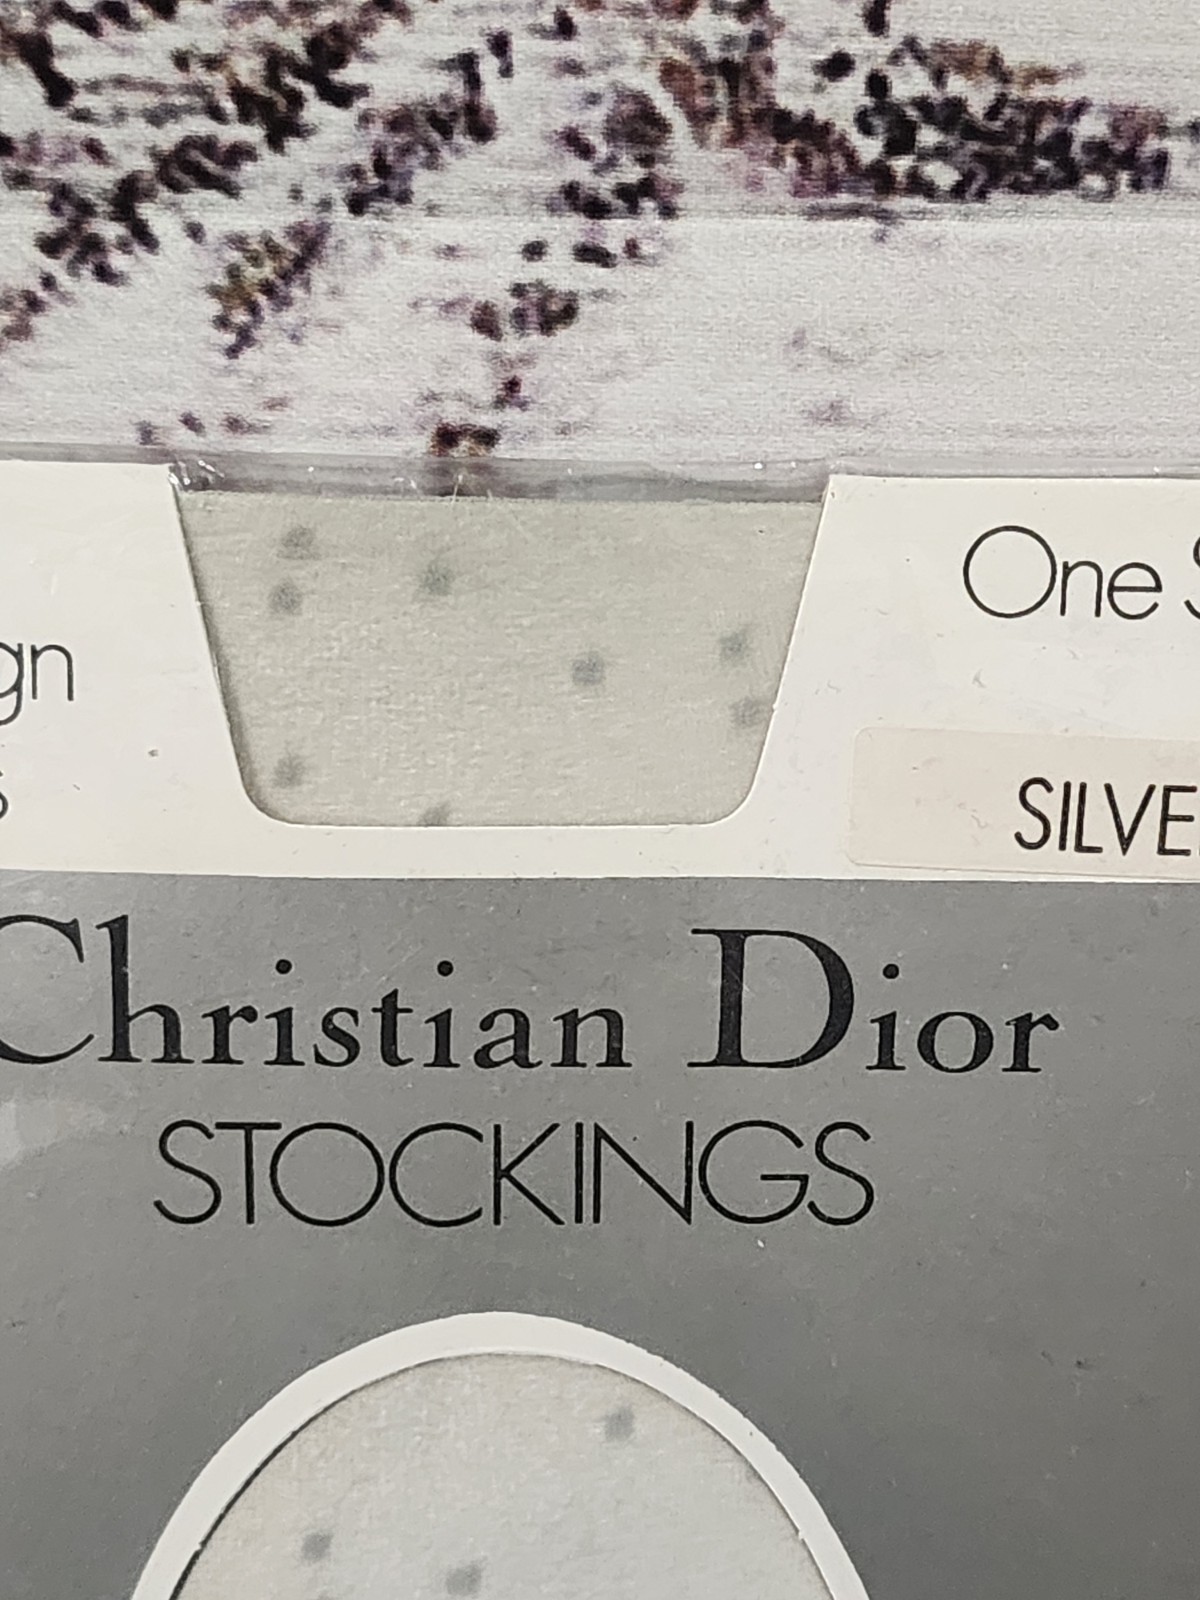 One S
gn
s
SILVE
Christian Dior
STOCKINGS